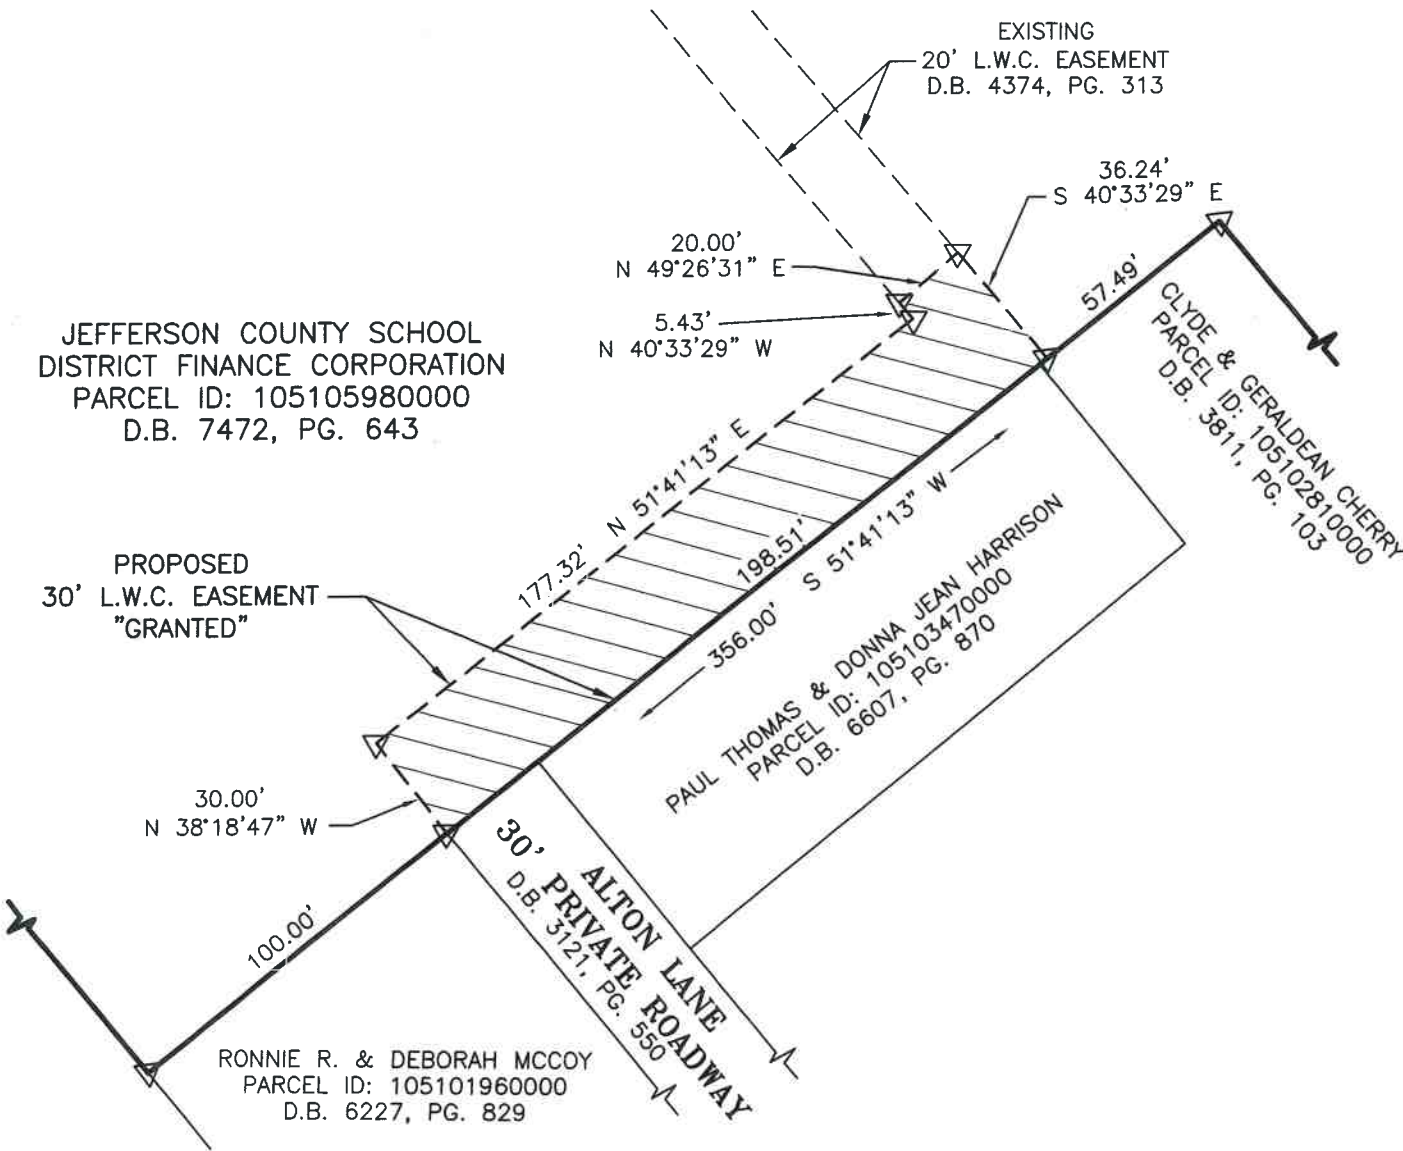 EXISTING
20' L.W.C. EASEMENT
D.B. 4374, PG. 313
36.24'
S 40°33'29" E
20.00'
N 49°26'31" E
5.43'
N 40°33'29" W
57.49'
CLYDE & GERALDEAN CHERRY
PARCEL ID: 105102810000
D.B. 3811, PG. 103
JEFFERSON COUNTY SCHOOL
DISTRICT FINANCE CORPORATION
PARCEL ID: 105105980000
D.B. 7472, PG. 643
177.32' N 51°41'13" E
198.51'
356.00' S 51°41'13" W
PROPOSED
30' L.W.C. EASEMENT
"GRANTED"
PAUL THOMAS & DONNA JEAN HARRISON
PARCEL ID: 105103470000
D.B. 6607, PG. 870
30.00'
N 38°18'47" W
ALTON LANE
30' PRIVATE ROADWAY
D.B. 3121, PG. 550
100.00'
RONNIE R. & DEBORAH MCCOY
PARCEL ID: 105101960000
D.B. 6227, PG. 829